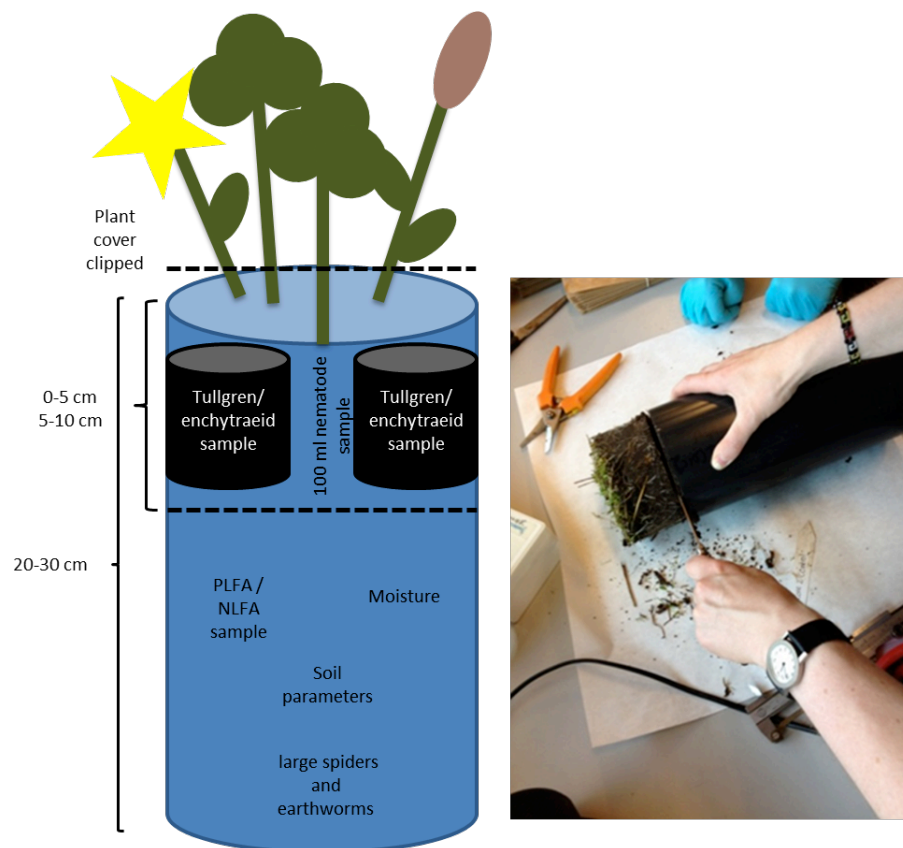 Plant
cover
clipped
0-5 cm
5-10 cm
Tullgren/
enchytraeid
sample
100 ml nematode
sample
Tullgren/
enchytraeid
sample
20-30 cm
PLFA /
NLFA
sample
Moisture
Soil
parameters
large spiders
and
earthworms